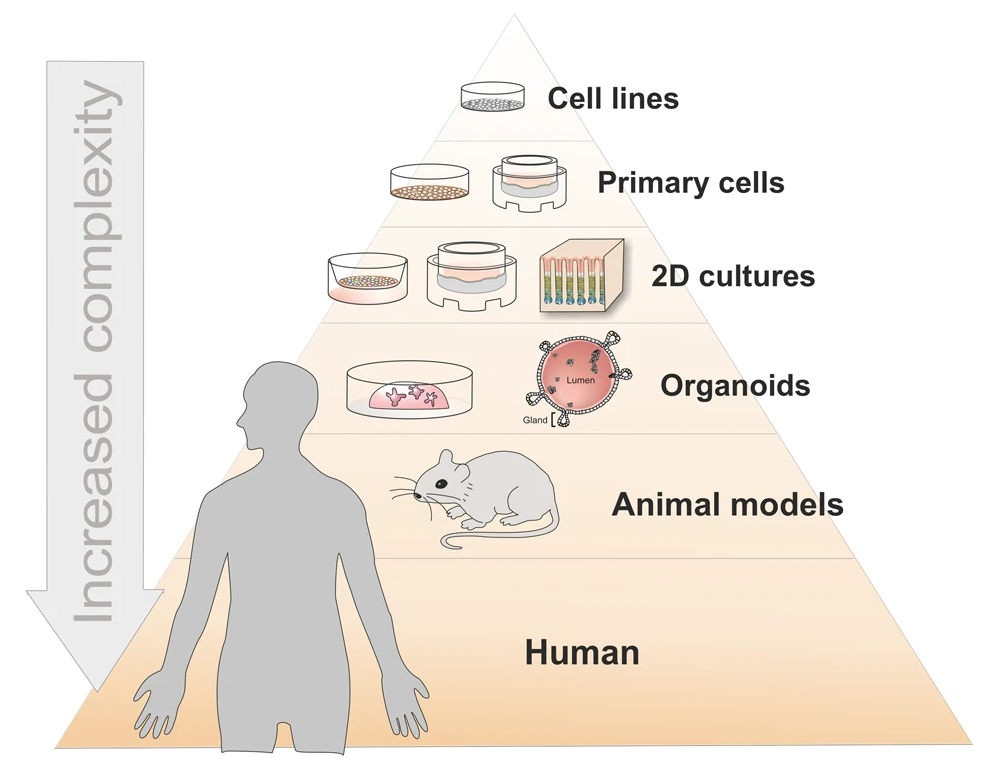 Increased complexity
Cell lines
Primary cells
2D cultures
Organoids
Lumen
Gland
Animal models
Human